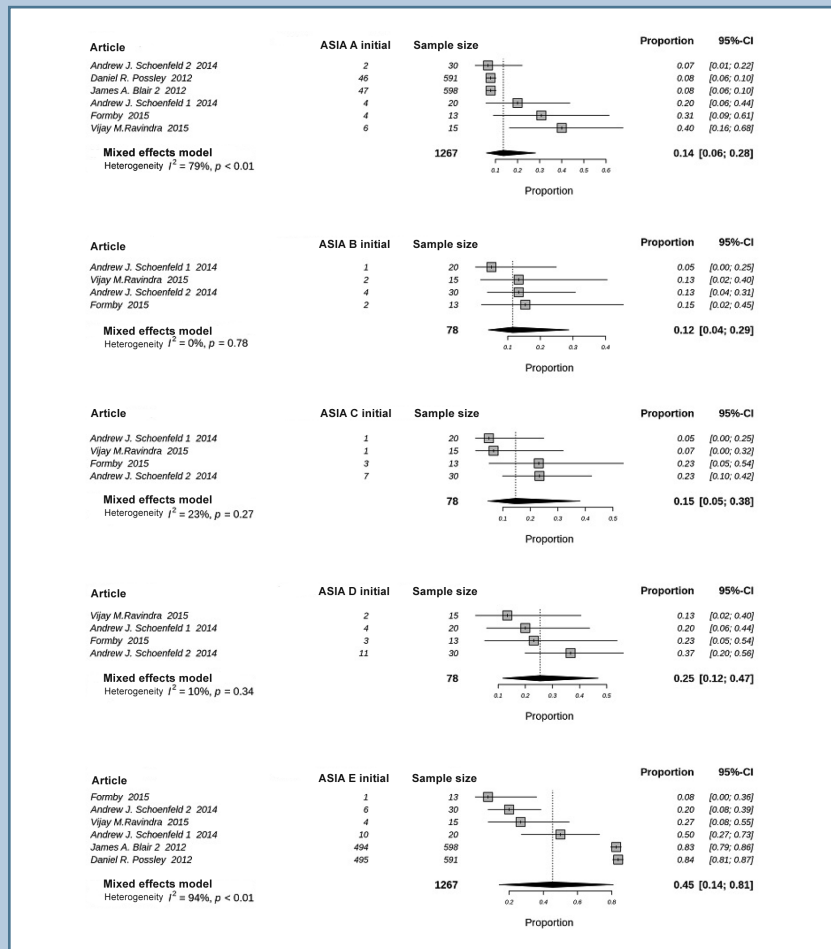 Article ASIA A initial Sample size Proportion 95%-CI
Andrew J. Schoenfeld 2 2014 2 30 0.07 [0.01; 0.22]
Daniel R. Possley 2012 46 591 0.08 [0.06; 0.10]
James A. Blair 2 2012 47 598 0.08 [0.06; 0.10]
Andrew J. Schoenfeld 1 2014 4 20 0.20 [0.06; 0.44]
Formby 2015 4 13 0.31 [0.09; 0.61]
Vijay M.Ravindra 2015 6 15 0.40 [0.16; 0.68]
Mixed effects model 1267 0.14 [0.06; 0.28]
Heterogeneity I² = 79%, p < 0.01
0.1 0.2 0.3 0.4 0.5 0.6
Proportion
Article ASIA B initial Sample size Proportion 95%-CI
Andrew J. Schoenfeld 1 2014 1 20 0.05 [0.00; 0.25]
Vijay M.Ravindra 2015 2 15 0.13 [0.02; 0.40]
Andrew J. Schoenfeld 2 2014 4 30 0.13 [0.04; 0.31]
Formby 2015 2 13 0.15 [0.02; 0.45]
Mixed effects model 78 0.12 [0.04; 0.29]
Heterogeneity I² = 0%, p = 0.78
0.1 0.2 0.3 0.4
Proportion
Article ASIA C initial Sample size Proportion 95%-CI
Andrew J. Schoenfeld 1 2014 1 20 0.05 [0.00; 0.25]
Vijay M.Ravindra 2015 1 15 0.07 [0.00; 0.32]
Formby 2015 3 13 0.23 [0.05; 0.54]
Andrew J. Schoenfeld 2 2014 7 30 0.23 [0.10; 0.42]
Mixed effects model 78 0.15 [0.05; 0.38]
Heterogeneity I² = 23%, p = 0.27
0.1 0.2 0.3 0.4 0.5
Proportion
Article ASIA D initial Sample size Proportion 95%-CI
Vijay M.Ravindra 2015 2 15 0.13 [0.02; 0.40]
Andrew J. Schoenfeld 1 2014 4 20 0.20 [0.06; 0.44]
Formby 2015 3 13 0.23 [0.05; 0.54]
Andrew J. Schoenfeld 2 2014 11 30 0.37 [0.20; 0.56]
Mixed effects model 78 0.25 [0.12; 0.47]
Heterogeneity I² = 10%, p = 0.34
0.1 0.2 0.3 0.4 0.5
Proportion
Article ASIA E initial Sample size Proportion 95%-CI
Formby 2015 1 13 0.08 [0.00; 0.36]
Andrew J. Schoenfeld 2 2014 6 30 0.20 [0.08; 0.39]
Vijay M.Ravindra 2015 4 15 0.27 [0.08; 0.55]
Andrew J. Schoenfeld 1 2014 10 20 0.50 [0.27; 0.73]
James A. Blair 2 2012 494 598 0.83 [0.79; 0.86]
Daniel R. Possley 2012 495 591 0.84 [0.81; 0.87]
Mixed effects model 1267 0.45 [0.14; 0.81]
Heterogeneity I² = 94%, p < 0.01
0.2 0.4 0.6 0.8
Proportion